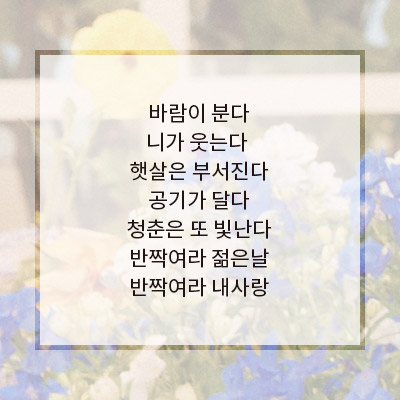 바람이 분다
니가 웃는다
햇살은 부서진다
공기가 달다
청춘은 또 빛난다
반짝여라 젊은날
반짝여라 내사랑